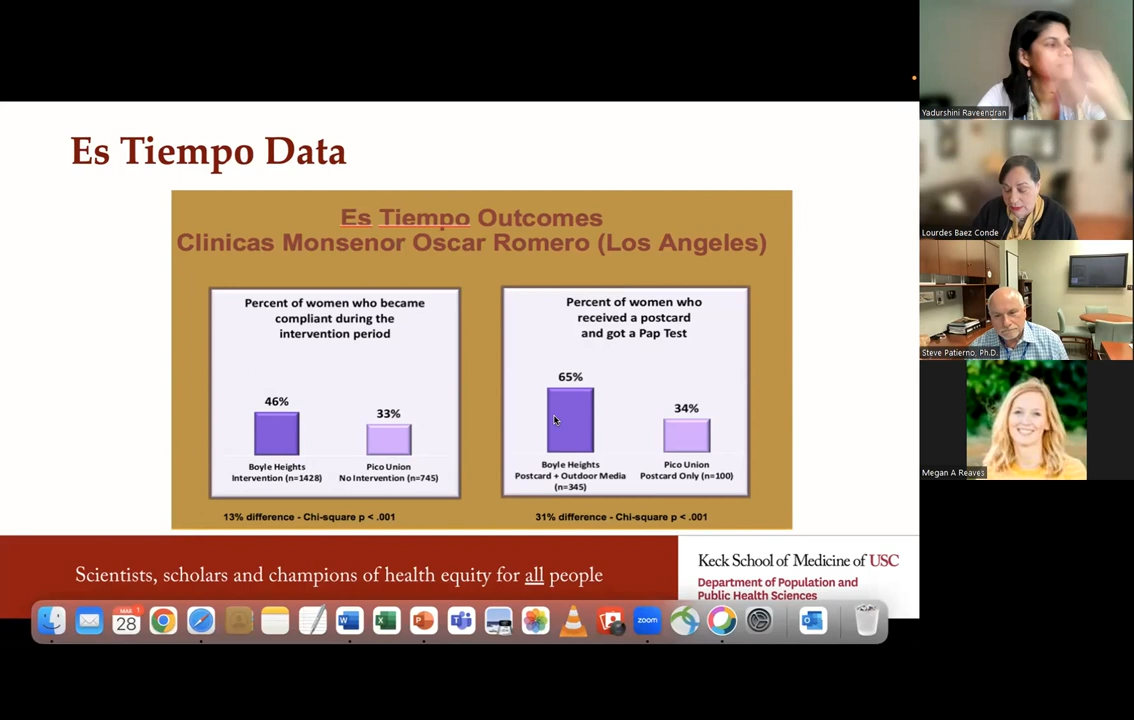 Es Tiempo Data
Es Tiempo Outcomes
Clinicas Monsenor Oscar Romero (Los Angeles)
Percent of women who became
compliant during the
intervention period
46%
33%
Boyle Heights
Intervention (n=1428)
Pico Union
No Intervention (n=745)
13% difference - Chi-square p < .001
Percent of women who
received a postcard
and got a Pap Test
65%
34%
Boyle Heights
Postcard + Outdoor Media
(n=345)
Pico Union
Postcard Only (n=100)
31% difference - Chi-square p < .001
Scientists, scholars and champions of health equity for all people
Keck School of Medicine of USC
Department of Population and
Public Health Sciences
MAR
28
1
zoom
Yadurshini Raveendran
Lourdes Baez Conde
Steve Patierno, Ph.D.
Megan A Reaves